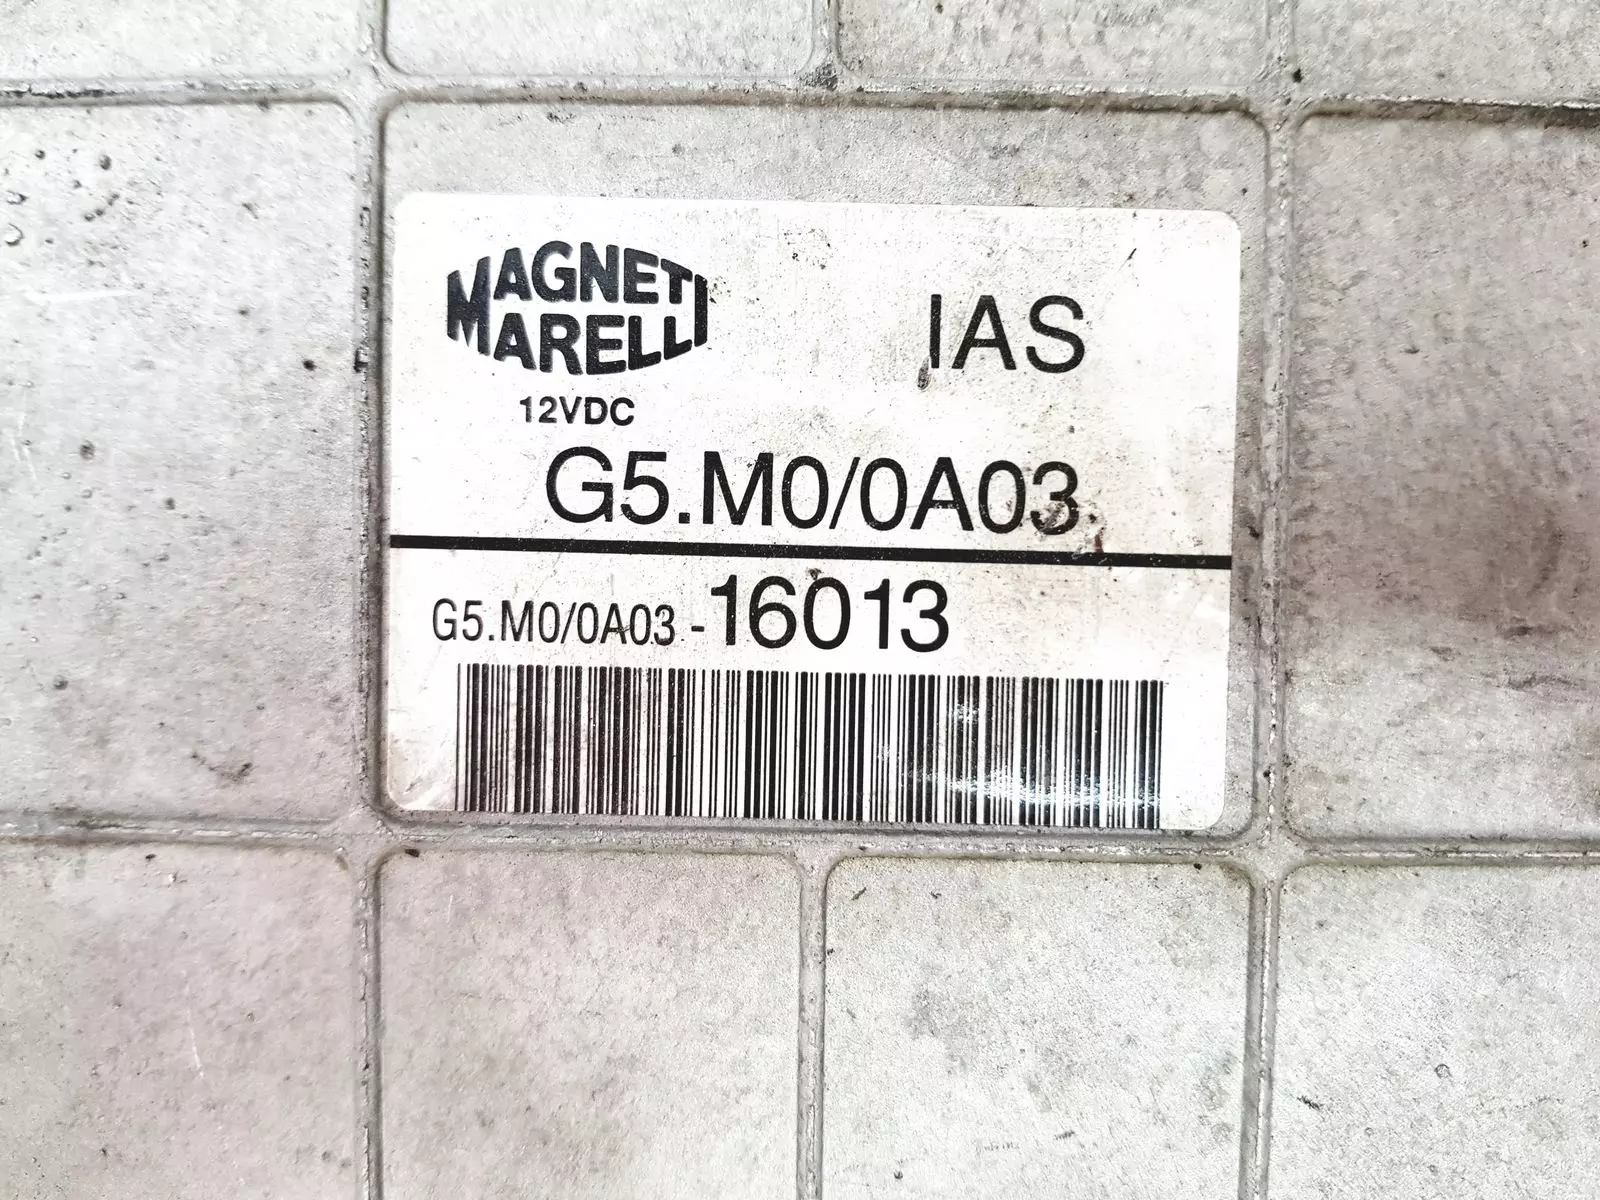 MAGNETI
MARELLI
IAS
12VDC
G5.M0/0A03
G5.M0/0A03-16013